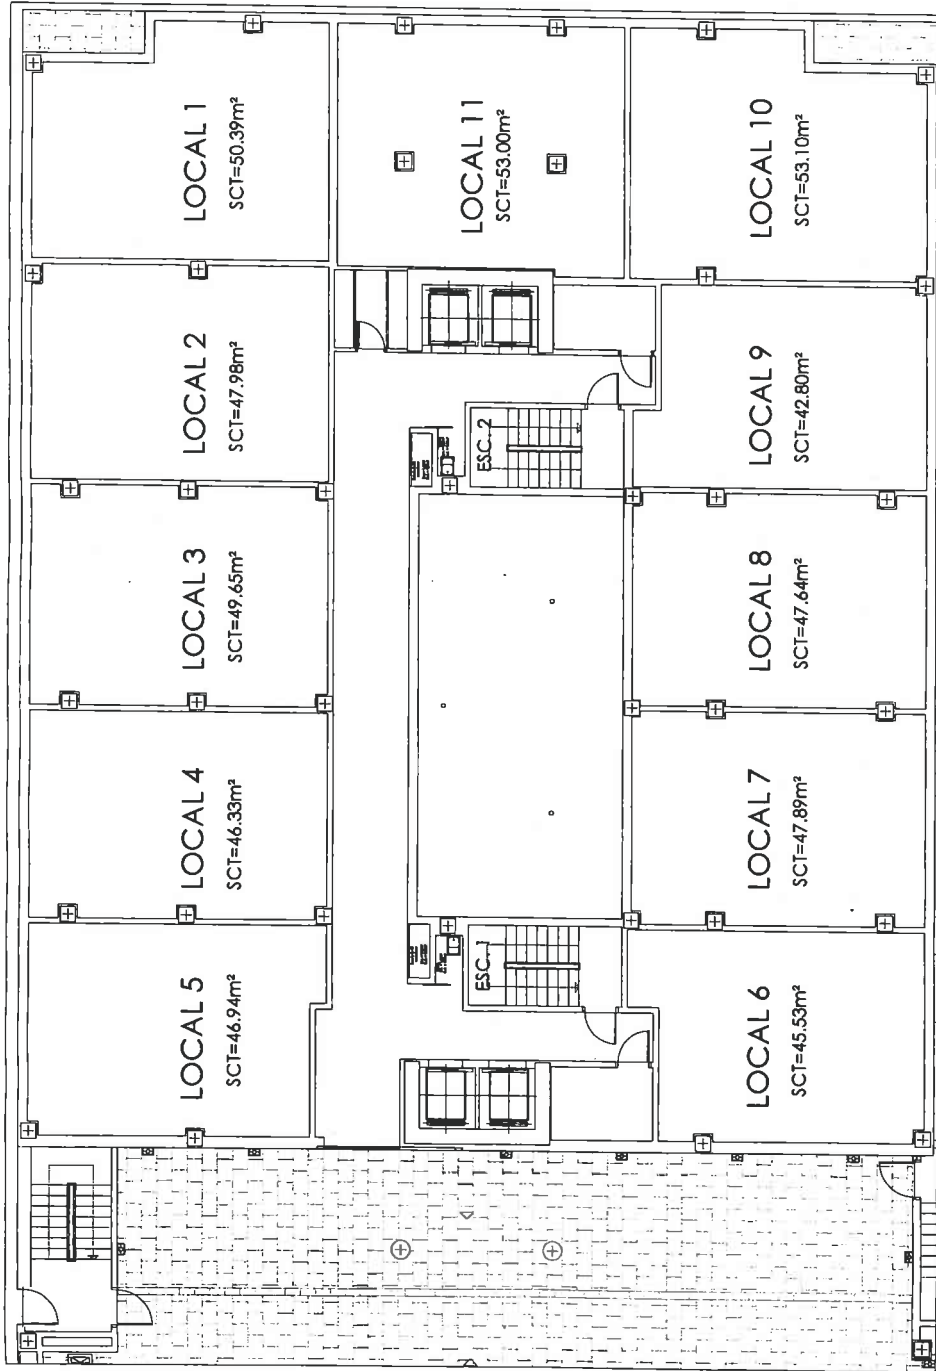 LOCAL 1
SCT=50.39m²
LOCAL 2
SCT=47.98m²
LOCAL 3
SCT=49.65m²
LOCAL 4
SCT=46.33m²
LOCAL 5
SCT=46.94m²
LOCAL 11
SCT=53.00m²
ESC. 2
ESC. 1
LOCAL 10
SCT=53.10m²
LOCAL 9
SCT=42.80m²
LOCAL 8
SCT=47.64m²
LOCAL 7
SCT=47.89m²
LOCAL 6
SCT=45.53m²